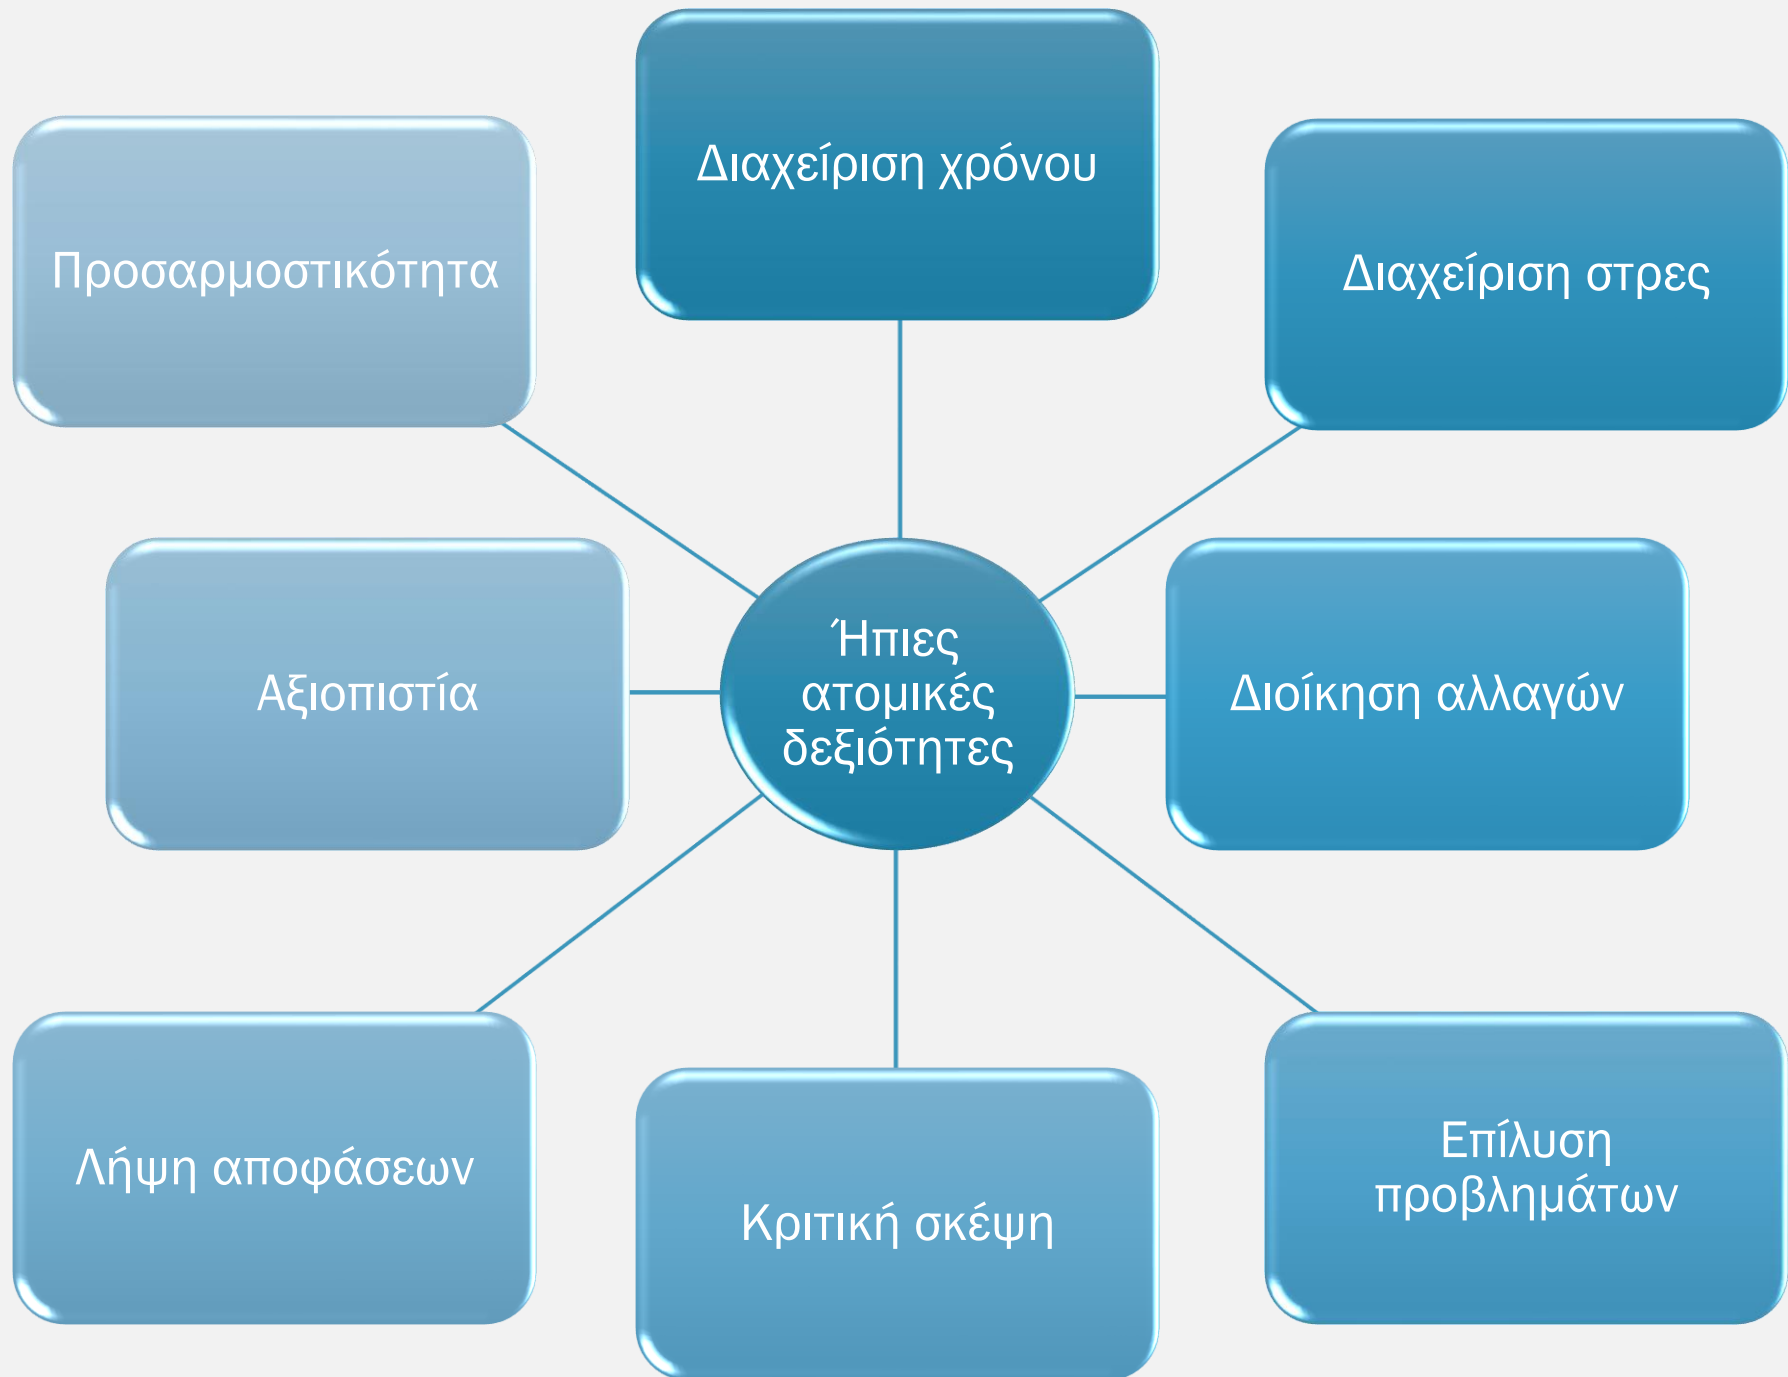 Διαχείριση χρόνου
Προσαρμοστικότητα
Διαχείριση στρες
Ήπιες
ατομικές
δεξιότητες
Αξιοπιστία
Διοίκηση αλλαγών
Λήψη αποφάσεων
Κριτική σκέψη
Επίλυση
προβλημάτων